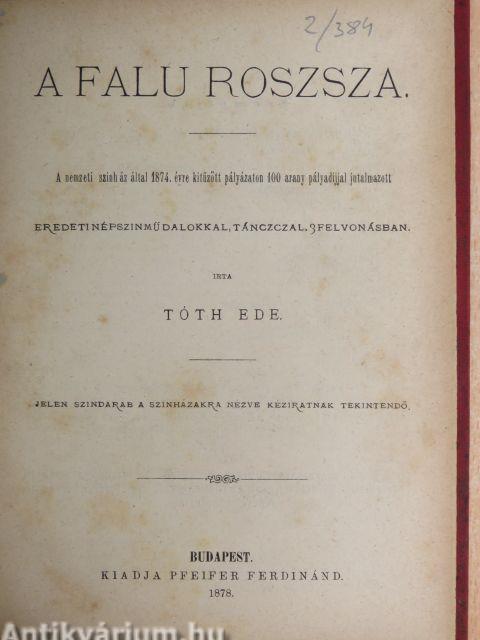 2/384
A FALU ROSZSZA.
A nemzeti szinház által 1874. évre kitűzött pályázaton 100 arany pályadíjjal jutalmazott
EREDETI NÉPSZINMŰ DALOKKAL, TÁNCZCZAL, 3 FELVONÁSBAN.
IRTA
TÓTH EDE.
JELEN SZINDARAB A SZINHÁZAKRA NÉZVE KÉZIRATNAK TEKINTENDŐ.
BUDAPEST.
KIADJA PFEIFER FERDINÁND.
1878.
Antikvárium.hu